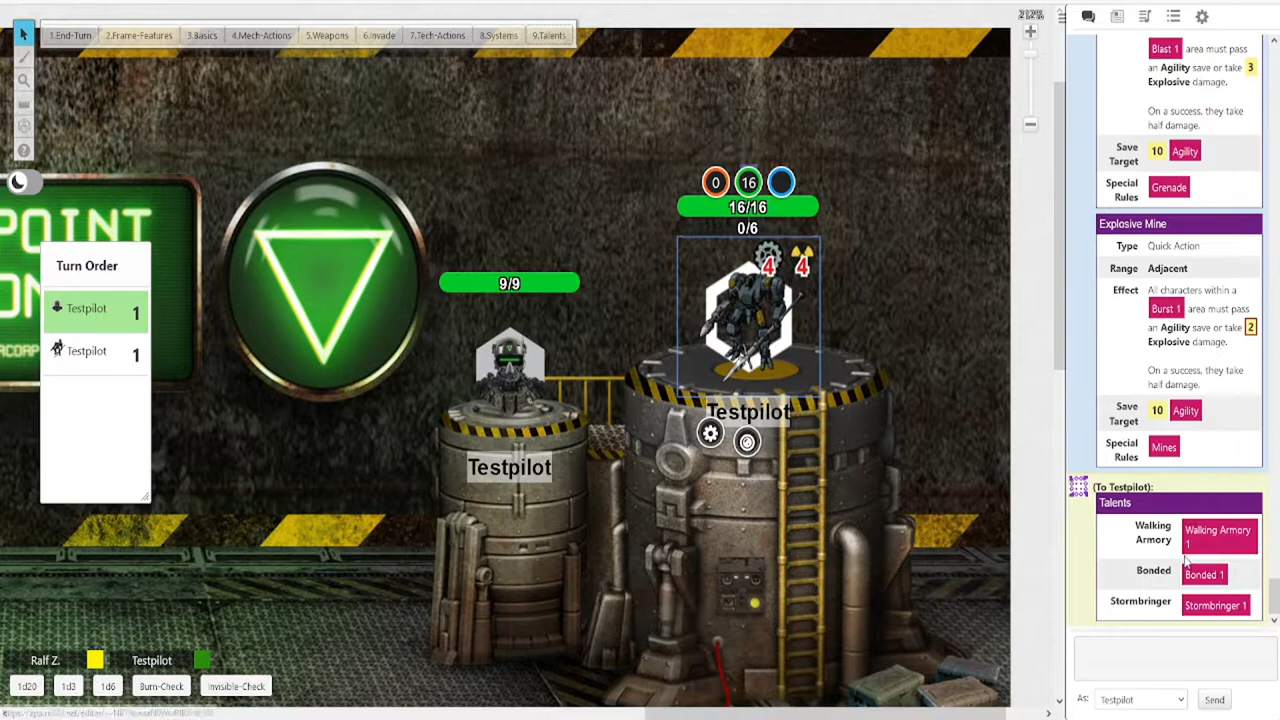 1.End-Turn 2.Frame-Features 3.Basics 4.Mech-Actions 5.Weapons 6.Invade 7.Tech-Actions 8.Systems 9.Talents
212%
POINT
ON
CORP
Turn Order
Testpilot 1
Testpilot 1
9/9
Testpilot
0 16
16/16
0/6
4 4
Testpilot
Ralf Z. Testpilot
1d20 1d3 1d6 Burn-Check Invisible-Check
Blast 1 area must pass
an Agility save or take 3
Explosive damage.
On a success, they take
half damage.
Save
Target 10 Agility
Special
Rules Grenade
Explosive Mine
Type Quick Action
Range Adjacent
Effect All characters within a
Burst 1 area must pass
an Agility save or take 2
Explosive damage.
On a success, they take
half damage.
Save
Target 10 Agility
Special
Rules Mines
(To Testpilot):
Talents
Walking
Armory Walking Armory
1
Bonded Bonded 1
Stormbringer Stormbringer 1
As: Testpilot Send